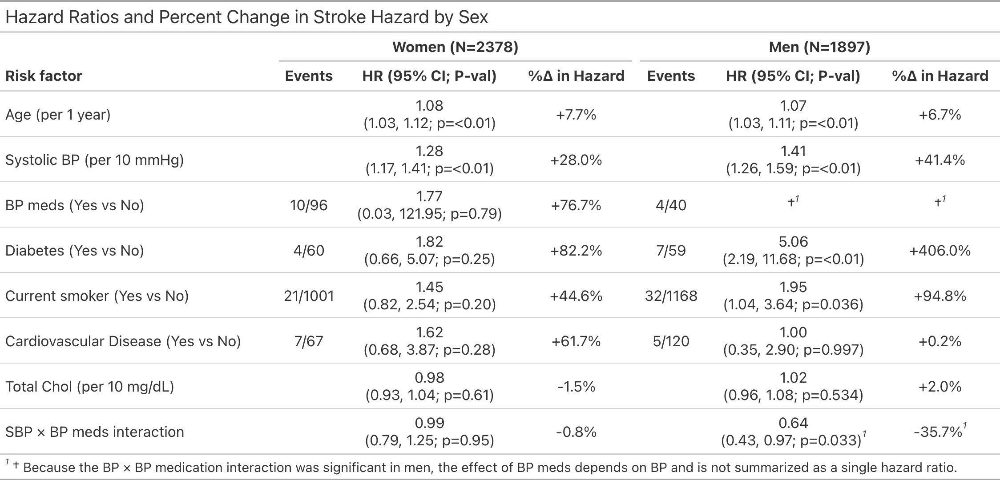 Hazard Ratios and Percent Change in Stroke Hazard by Sex
Women (N=2378) Men (N=1897)
Risk factor Events HR (95% CI; P-val) %Δ in Hazard Events HR (95% CI; P-val) %Δ in Hazard
Age (per 1 year) 1.08 (1.03, 1.12; p=<0.01) +7.7% 1.07 (1.03, 1.11; p=<0.01) +6.7%
Systolic BP (per 10 mmHg) 1.28 (1.17, 1.41; p=<0.01) +28.0% 1.41 (1.26, 1.59; p=<0.01) +41.4%
BP meds (Yes vs No) 10/96 1.77 (0.03, 121.95; p=0.79) +76.7% 4/40 †1 †1
Diabetes (Yes vs No) 4/60 1.82 (0.66, 5.07; p=0.25) +82.2% 7/59 5.06 (2.19, 11.68; p=<0.01) +406.0%
Current smoker (Yes vs No) 21/1001 1.45 (0.82, 2.54; p=0.20) +44.6% 32/1168 1.95 (1.04, 3.64; p=0.036) +94.8%
Cardiovascular Disease (Yes vs No) 7/67 1.62 (0.68, 3.87; p=0.28) +61.7% 5/120 1.00 (0.35, 2.90; p=0.997) +0.2%
Total Chol (per 10 mg/dL) 0.98 (0.93, 1.04; p=0.61) -1.5% 1.02 (0.96, 1.08; p=0.534) +2.0%
SBP × BP meds interaction 0.99 (0.79, 1.25; p=0.95) -0.8% 0.64 (0.43, 0.97; p=0.033)1 -35.7%1
1 † Because the BP × BP medication interaction was significant in men, the effect of BP meds depends on BP and is not summarized as a single hazard ratio.